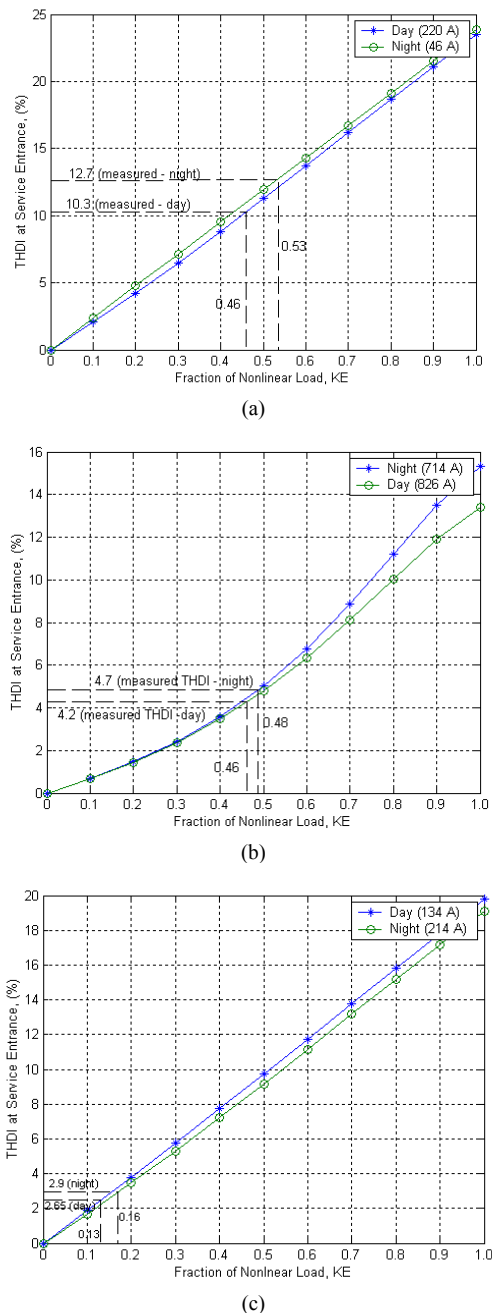 25
20
15
10
5
0
THDI at Service Entrance, (%)
Day (220 A)
Night (46 A)
12.7 (measured - night)
10.3 (measured - day)
0.46
0.53
0 0.1 0.2 0.3 0.4 0.5 0.6 0.7 0.8 0.9 1.0
Fraction of Nonlinear Load, KE
(a)
16
14
12
10
8
6
4
2
0
THDI at Service Entrance, (%)
Night (714 A)
Day (826 A)
4.7 (measured THDI - night)
4.2 (measured THDI -day)
0.48
0.46
0 0.1 0.2 0.3 0.4 0.5 0.6 0.7 0.8 0.9 1.0
Fraction of Nonlinear Load, KE
(b)
20
18
16
14
12
10
8
6
4
2
0
THDI at Service Entrance, (%)
Day (134 A)
Night (214 A)
2.9 (night)
2.65 (day)
0.16
0.13
0 0.1 0.2 0.3 0.4 0.5 0.6 0.7 0.8 0.9 1.0
Fraction of Nonlnear Load, KE
(c)